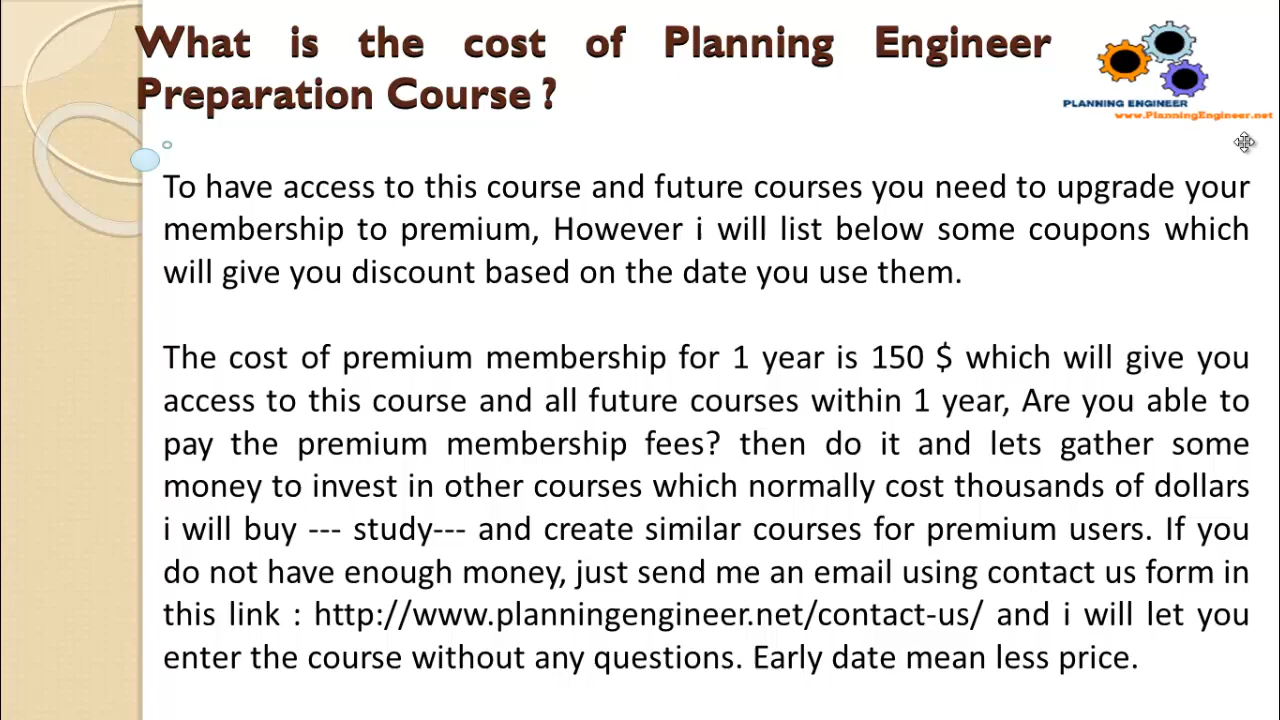 What is the cost of Planning Engineer
Preparation Course ?
PLANNING ENGINEER
www.PlanningEngineer.net
To have access to this course and future courses you need to upgrade your
membership to premium, However i will list below some coupons which
will give you discount based on the date you use them.
The cost of premium membership for 1 year is 150 $ which will give you
access to this course and all future courses within 1 year, Are you able to
pay the premium membership fees? then do it and lets gather some
money to invest in other courses which normally cost thousands of dollars
i will buy --- study--- and create similar courses for premium users. If you
do not have enough money, just send me an email using contact us form in
this link : http://www.planningengineer.net/contact-us/ and i will let you
enter the course without any questions. Early date mean less price.